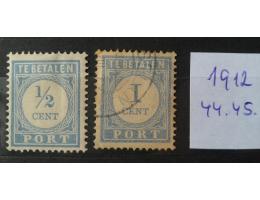 TE BETALEN
1/2
CENT
PORT
TE BETALEN
1
CENT
PORT
1912
44.45.